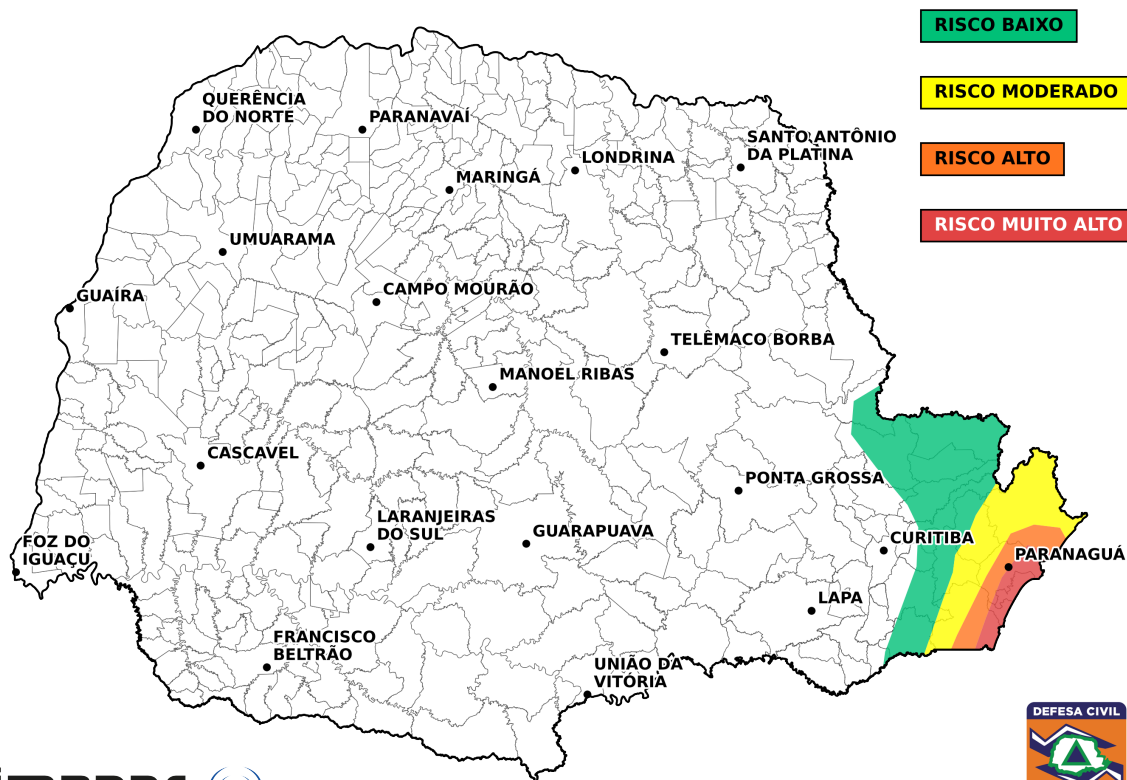 RISCO BAIXO
RISCO MODERADO
RISCO ALTO
RISCO MUITO ALTO
QUERÊNCIA
DO NORTE
PARANAVAÍ
SANTO ANTÔNIO
DA PLATINA
LONDRINA
MARINGÁ
UMUARAMA
CAMPO MOURÃO
GUAÍRA
TELÊMACO BORBA
MANOEL RIBAS
CASCAVEL
PONTA GROSSA
LARANJEIRAS
DO SUL
GUARAPUAVA
CURITIBA
FOZ DO
IGUAÇU
PARANAGUÁ
LAPA
FRANCISCO
BELTRÃO
UNIÃO DA
VITÓRIA
DEFESA CIVIL